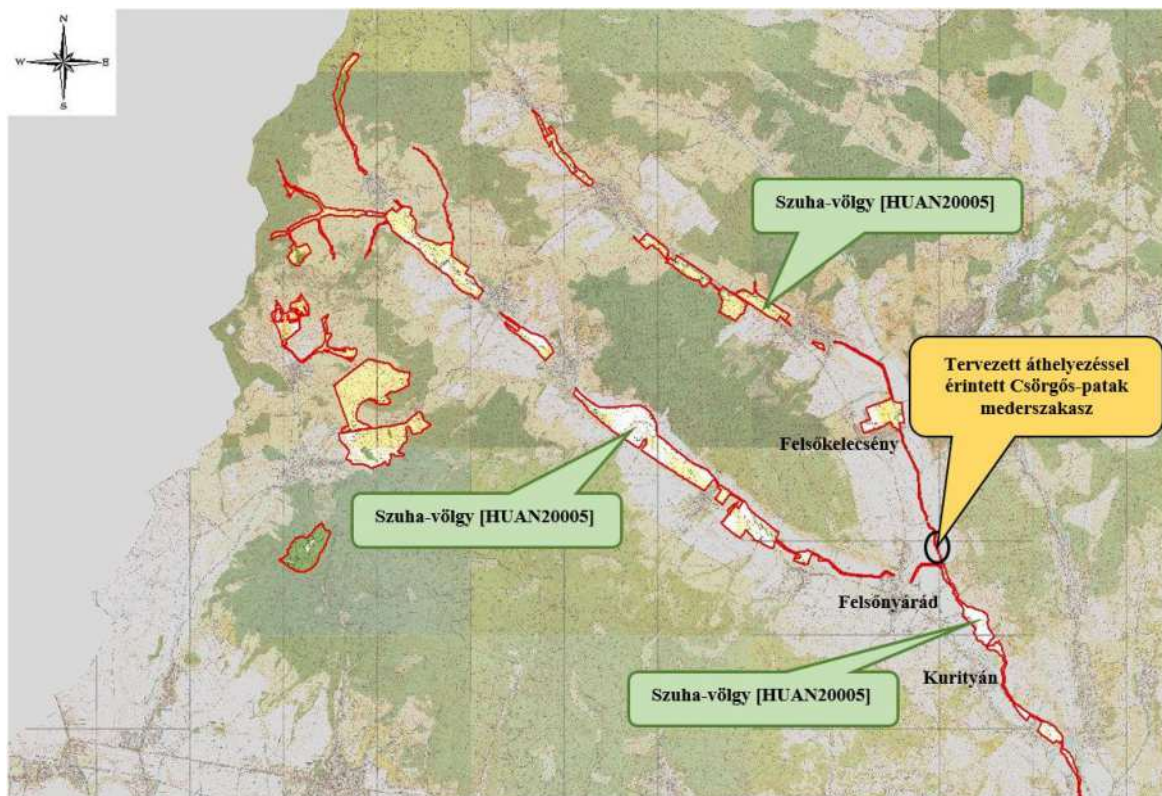 N
W E
S
Szuha-völgy [HUAN20005]
Tervezett áthelyezéssel
érintett Csörgős-patak
mederszakasz
Felsőkelecsény
Szuha-völgy [HUAN20005]
Felsőnyárád
Szuha-völgy [HUAN20005]
Kurityán